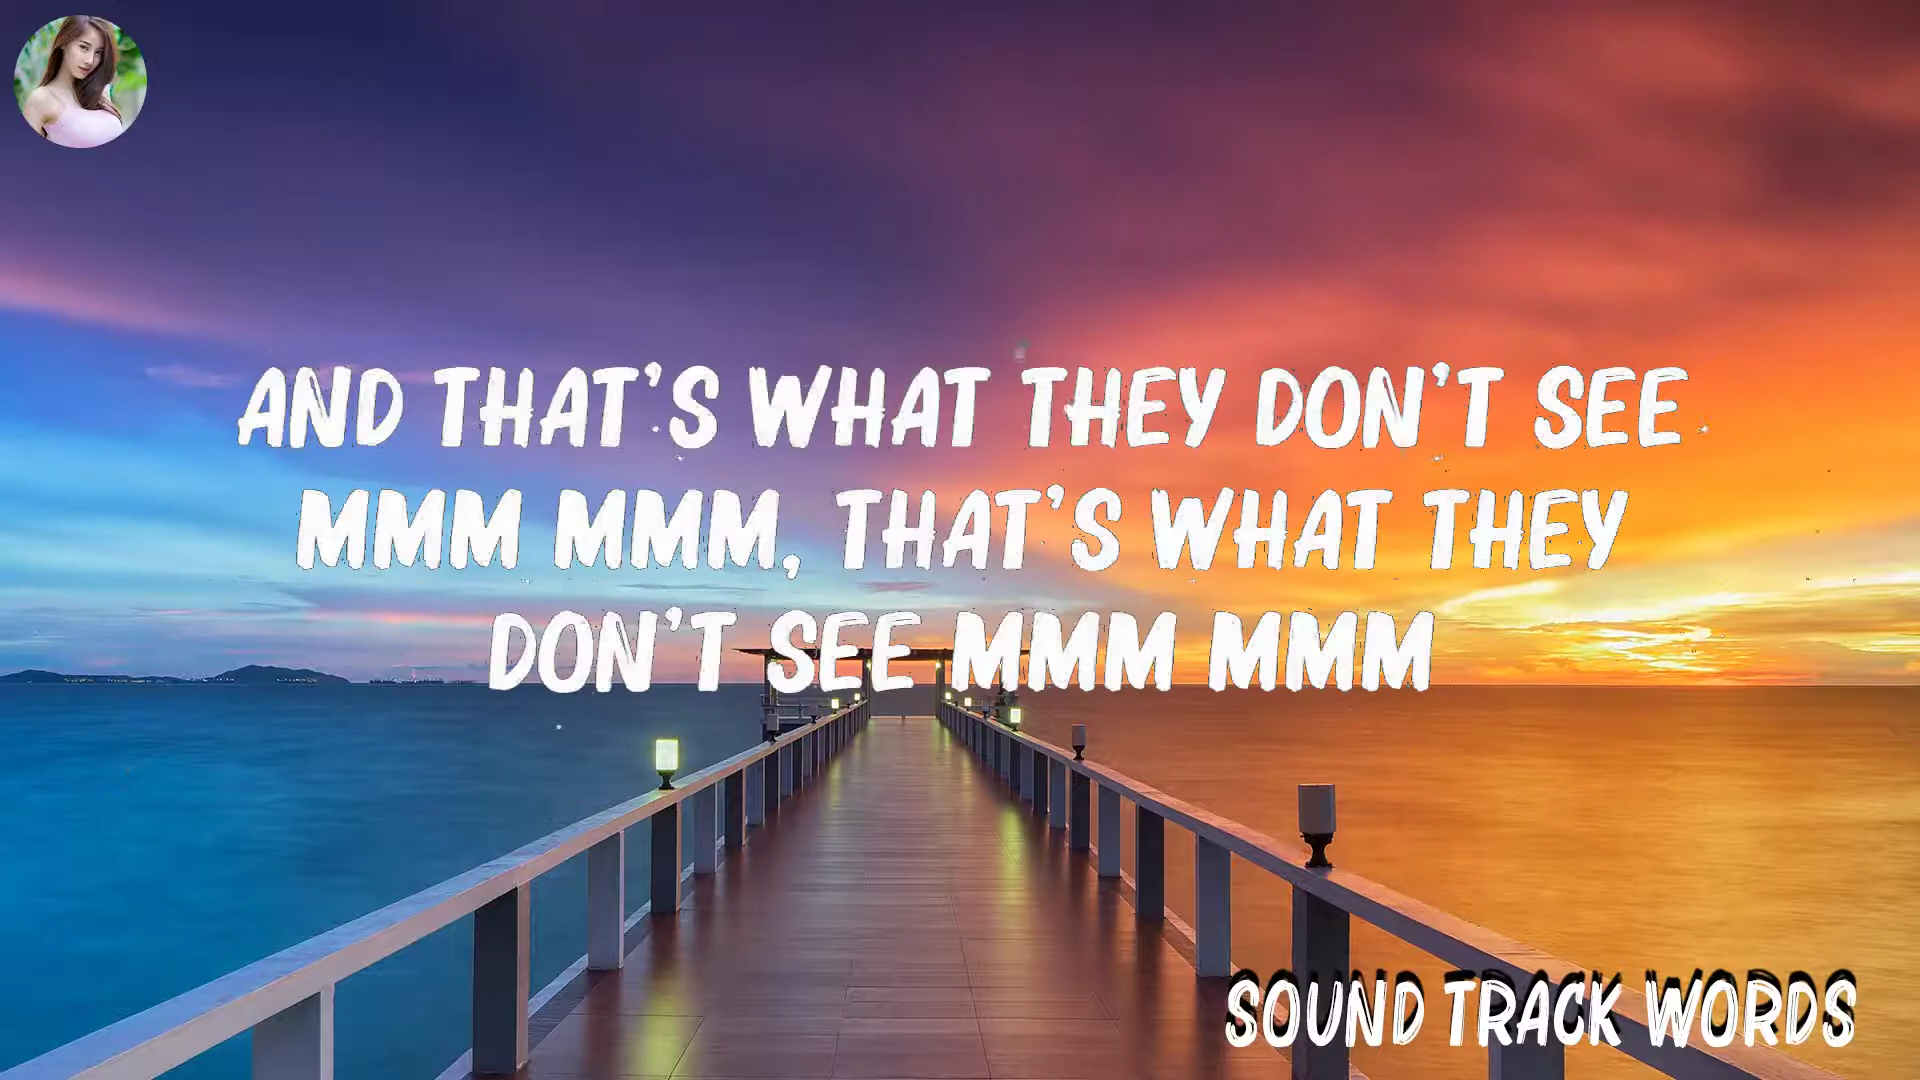 AND THAT'S WHAT THEY DON'T SEE
MMM MMM, THAT'S WHAT THEY
DON'T SEE MMM MMM
SOUND TRACK WORDS